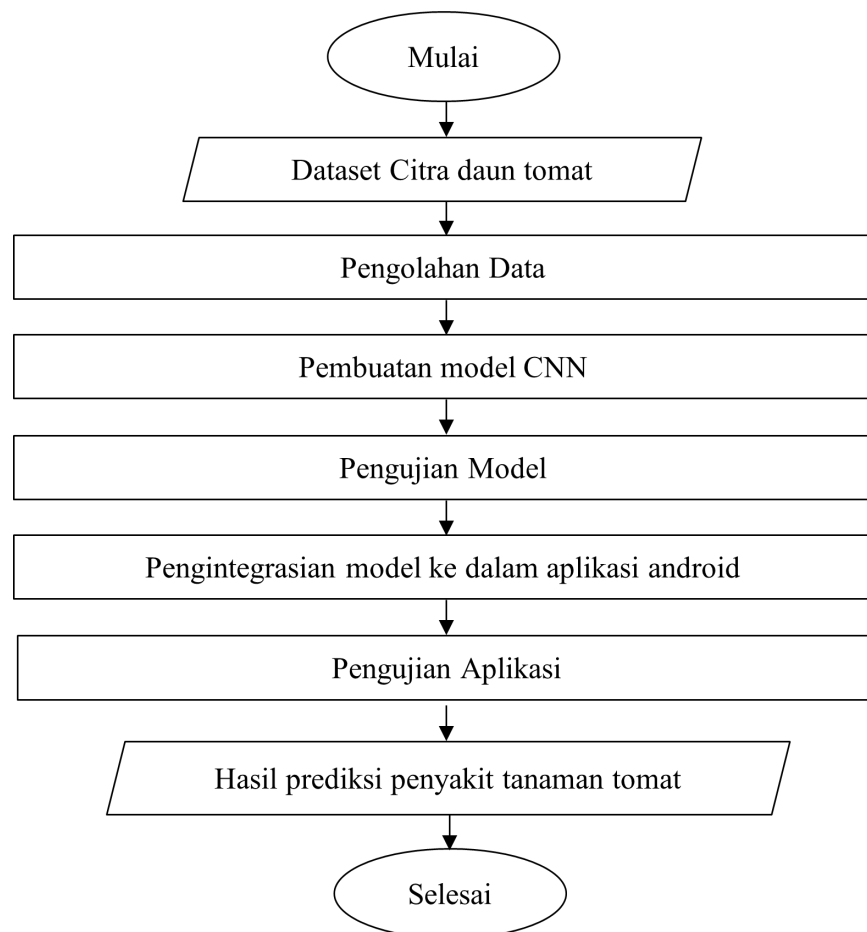 Mulai
Dataset Citra daun tomat
Pengolahan Data
Pembuatan model CNN
Pengujian Model
Pengintegrasian model ke dalam aplikasi android
Pengujian Aplikasi
Hasil prediksi penyakit tanaman tomat
Selesai